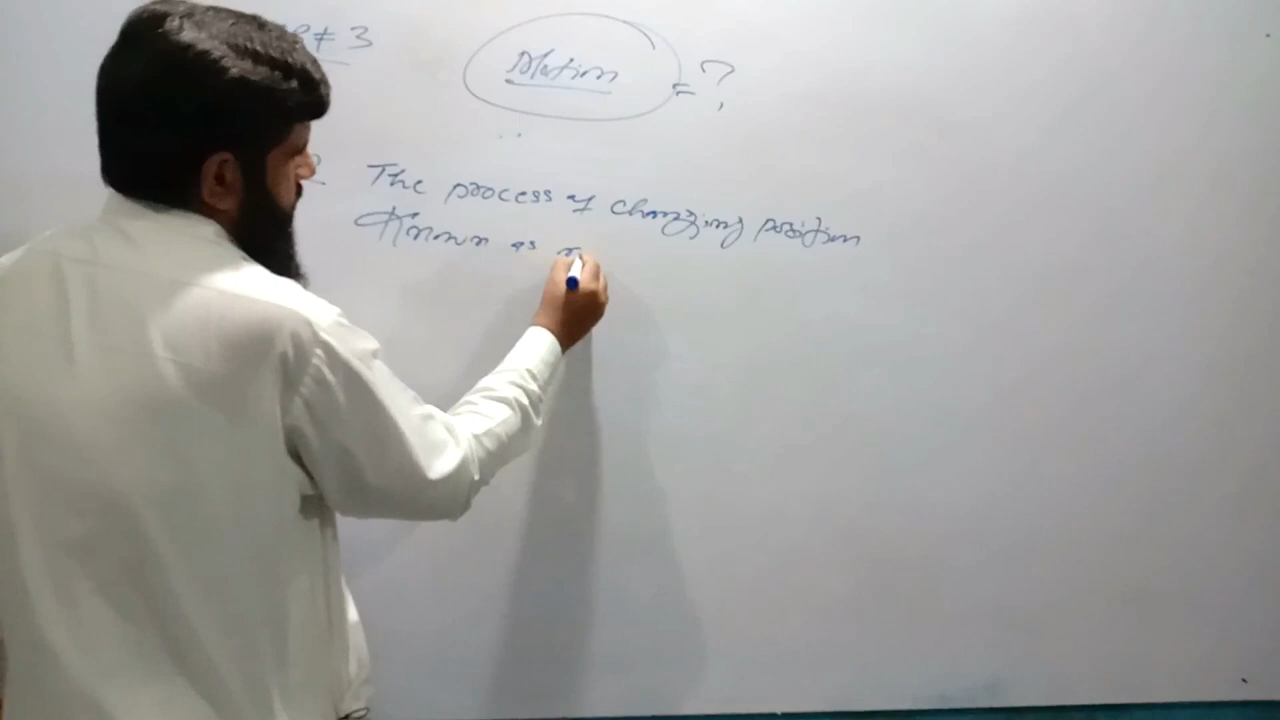 # 3
Motion = ?
The process of changing position
Known as